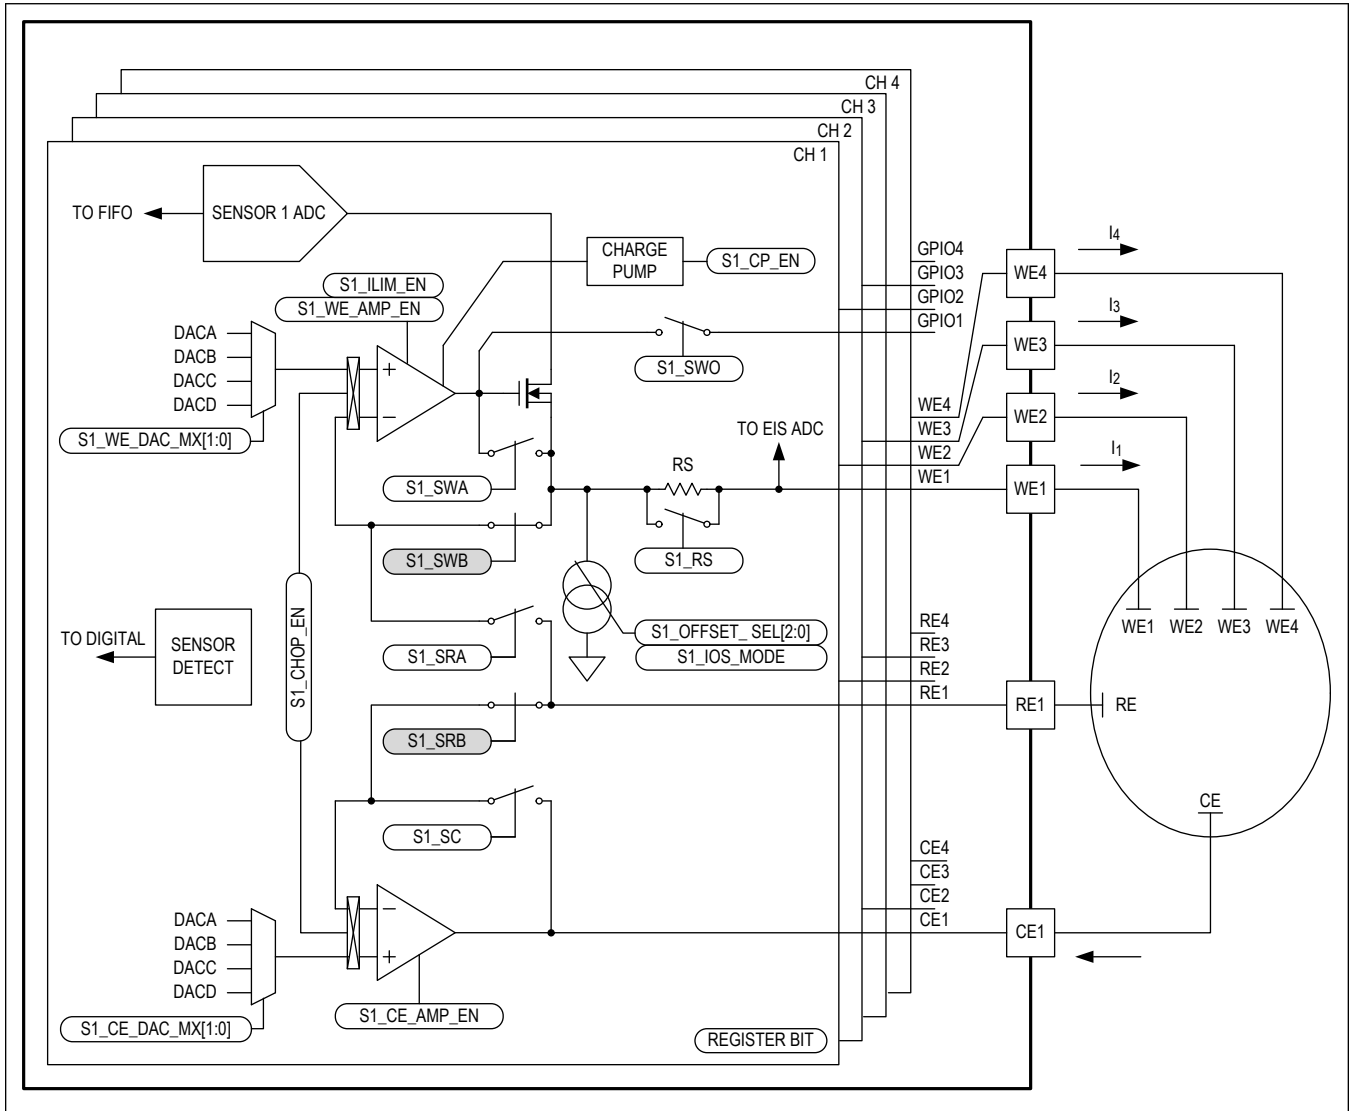 CH 4
CH 3
CH 2
CH 1
TO FIFO
SENSOR 1 ADC
CHARGE
PUMP
S1_CP_EN
S1_ILIM_EN
S1_WE_AMP_EN
GPIO4
GPIO3
GPIO2
GPIO1
WE4
I4
WE3
I3
WE2
I2
WE1
I1
DACA
DACB
DACC
DACD
S1_WE_DAC_MX[1:0]
+
−
S1_SWO
WE4
WE3
WE2
WE1
TO EIS ADC
RS
S1_SWA
S1_SWB
S1_RS
S1_CHOP_EN
TO DIGITAL
SENSOR
DETECT
S1_SRA
S1_OFFSET_ SEL[2:0]
S1_IOS_MODE
RE4
RE3
RE2
RE1
WE1 WE2 WE3 WE4
RE1
RE
S1_SRB
CE
S1_SC
CE4
CE3
CE2
CE1
CE1
DACA
DACB
DACC
DACD
−
+
S1_CE_DAC_MX[1:0]
S1_CE_AMP_EN
REGISTER BIT